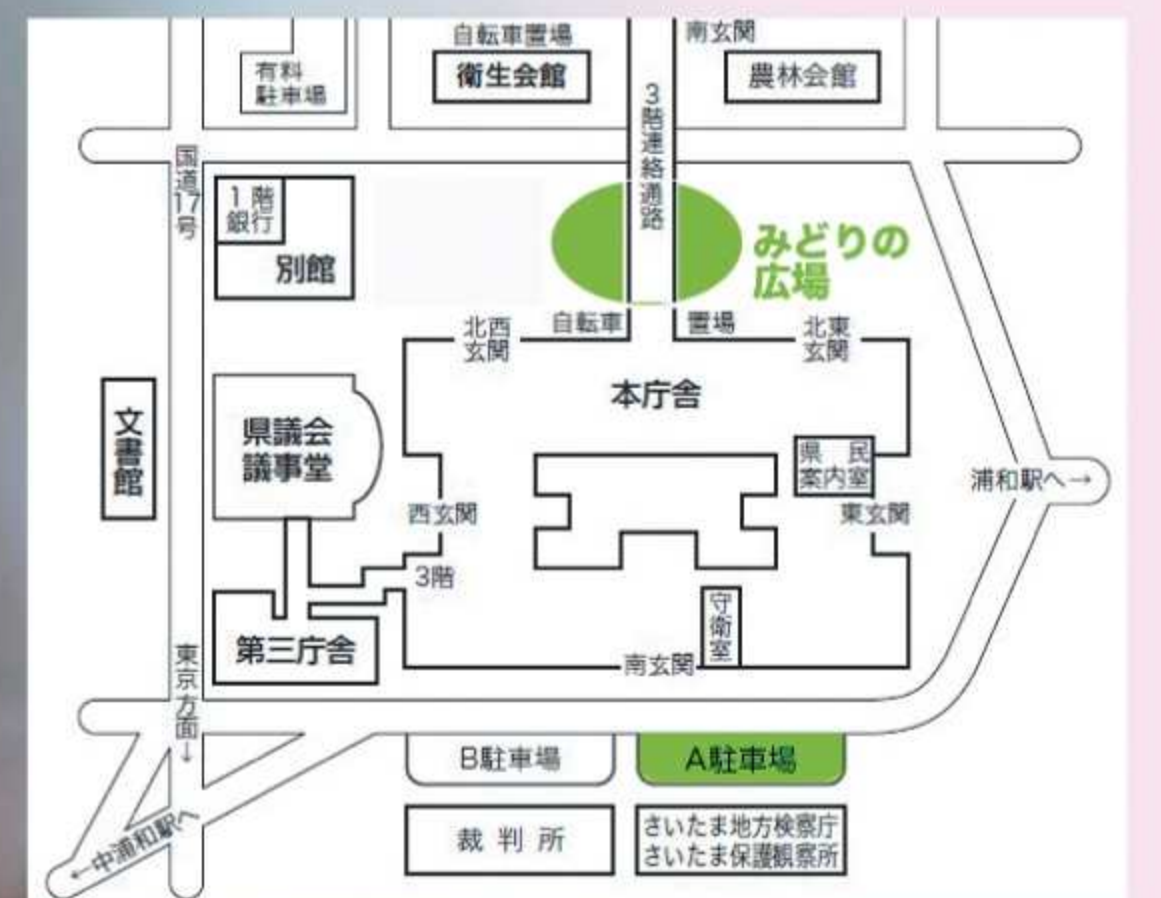 自転車置場
南玄関
衛生会館
農林会館
有料
駐車場
3階連絡通路
国道17号
1階
銀行
別館
みどりの
広場
北西
玄関
自転車
置場
北東
玄関
本庁舎
文書館
県議会
議事堂
県 民
案内室
浦和駅へ→
西玄関
東玄関
3階
守衛室
第三庁舎
南玄関
東京方面→
B駐車場
A駐車場
←中浦和駅へ
裁判所
さいたま地方検察庁
さいたま保護観察所